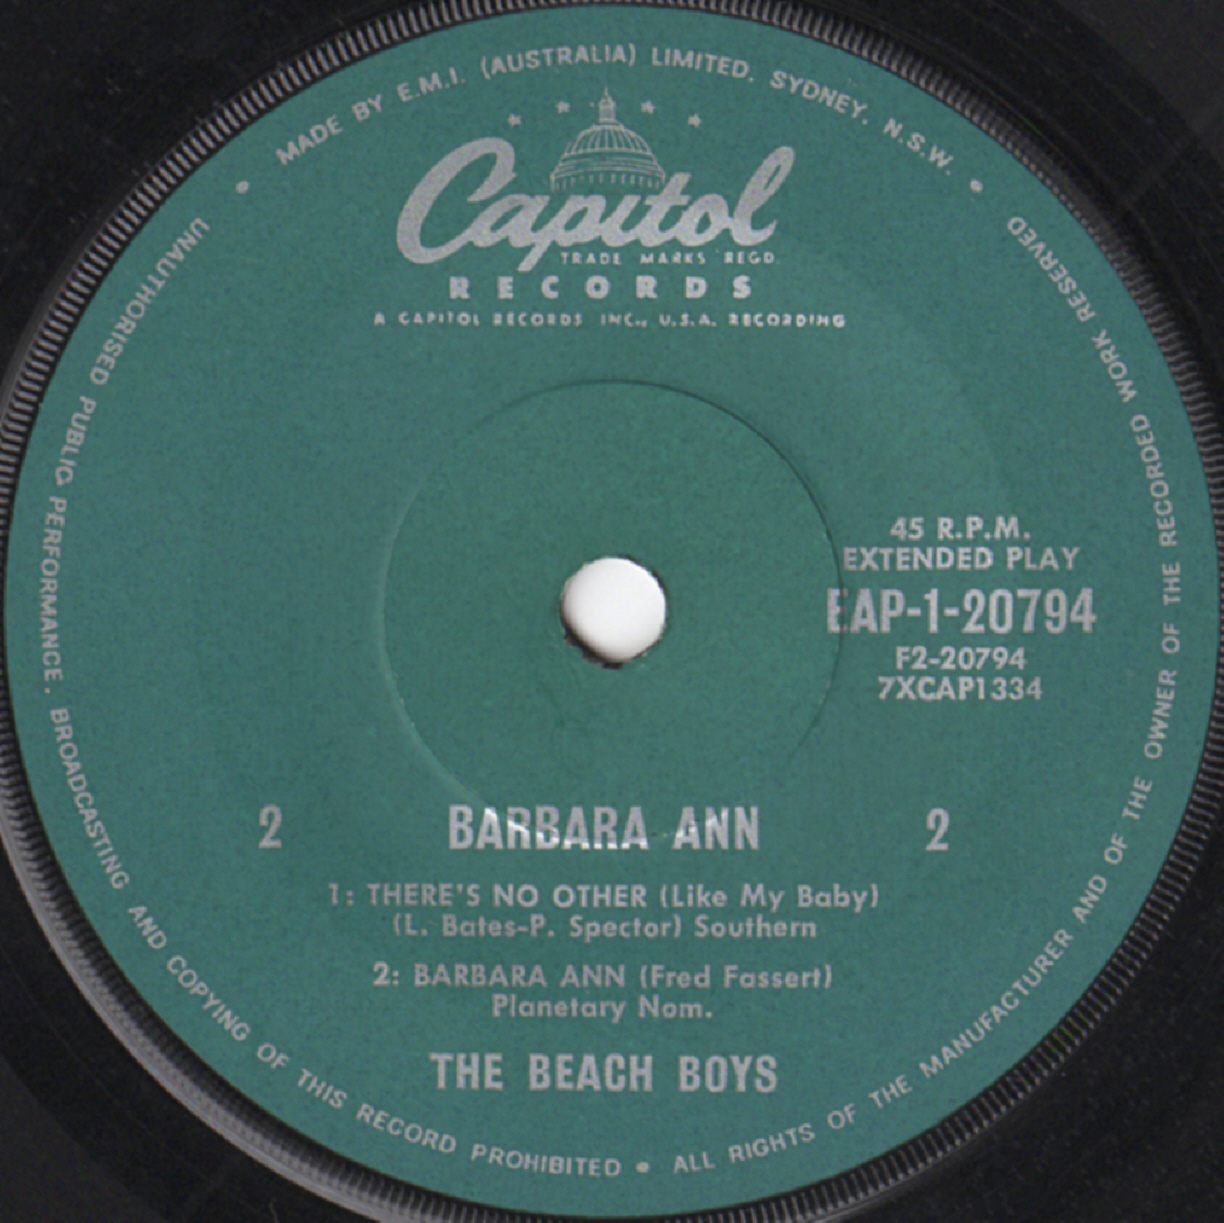 MADE BY E.M.I. (AUSTRALIA) LIMITED. SYDNEY. N.S.W.
Capitol
TRADE MARKS REGD.
RECORDS
A CAPITOL RECORDS INC., U.S.A. RECORDING
45 R.P.M.
EXTENDED PLAY
EAP-1-20794
F2-20794
7XCAP1334
2 BARBARA ANN 2
1: THERE'S NO OTHER (Like My Baby)
(L. Bates-P. Spector) Southern
2: BARBARA ANN (Fred Fassert)
Planetary Nom.
THE BEACH BOYS
UNAUTHORISED PUBLIC PERFORMANCE. BROADCASTING AND COPYING OF THIS RECORD PROHIBITED • ALL RIGHTS OF THE MANUFACTURER AND OF THE OWNER OF THE RECORDED WORK RESERVED